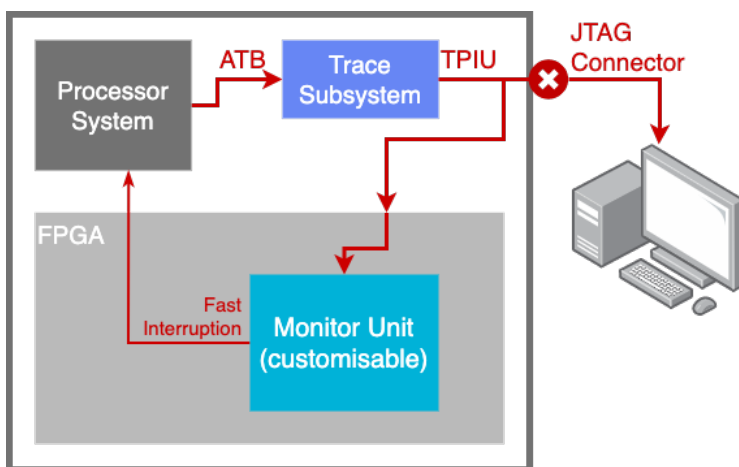 Processor
System
ATB
Trace
Subsystem
TPIU
JTAG
Connector
FPGA
Fast
Interruption
Monitor Unit
(customisable)